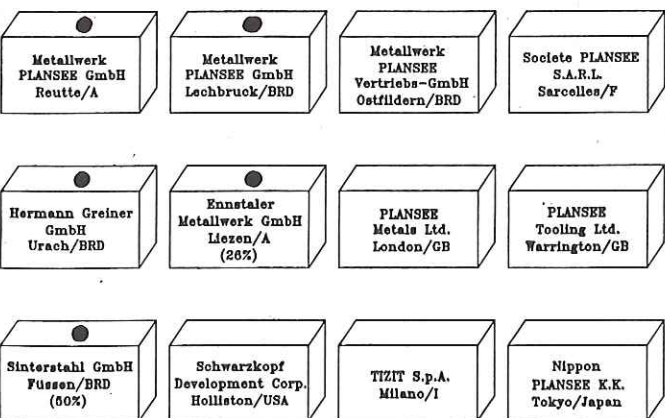 Metallwerk
PLANSEE GmbH
Reutte/A
Metallwerk
PLANSEE GmbH
Lechbruck/BRD
Metallwerk
PLANSEE
Vertriebs-GmbH
Ostfildern/BRD
Societe PLANSEE
S.A.R.L.
Sarcelles/F
Hermann Greiner
GmbH
Urach/BRD
Ennstaler
Metallwerk GmbH
Liezen/A
(26%)
PLANSEE
Metals Ltd.
London/GB
PLANSEE
Tooling Ltd.
Warrington/GB
Sinterstahl GmbH
Füssen/BRD
(50%)
Schwarzkopf
Development Corp.
Holliston/USA
TIZIT S.p.A.
Milano/I
Nippon
PLANSEE K.K.
Tokyo/Japan